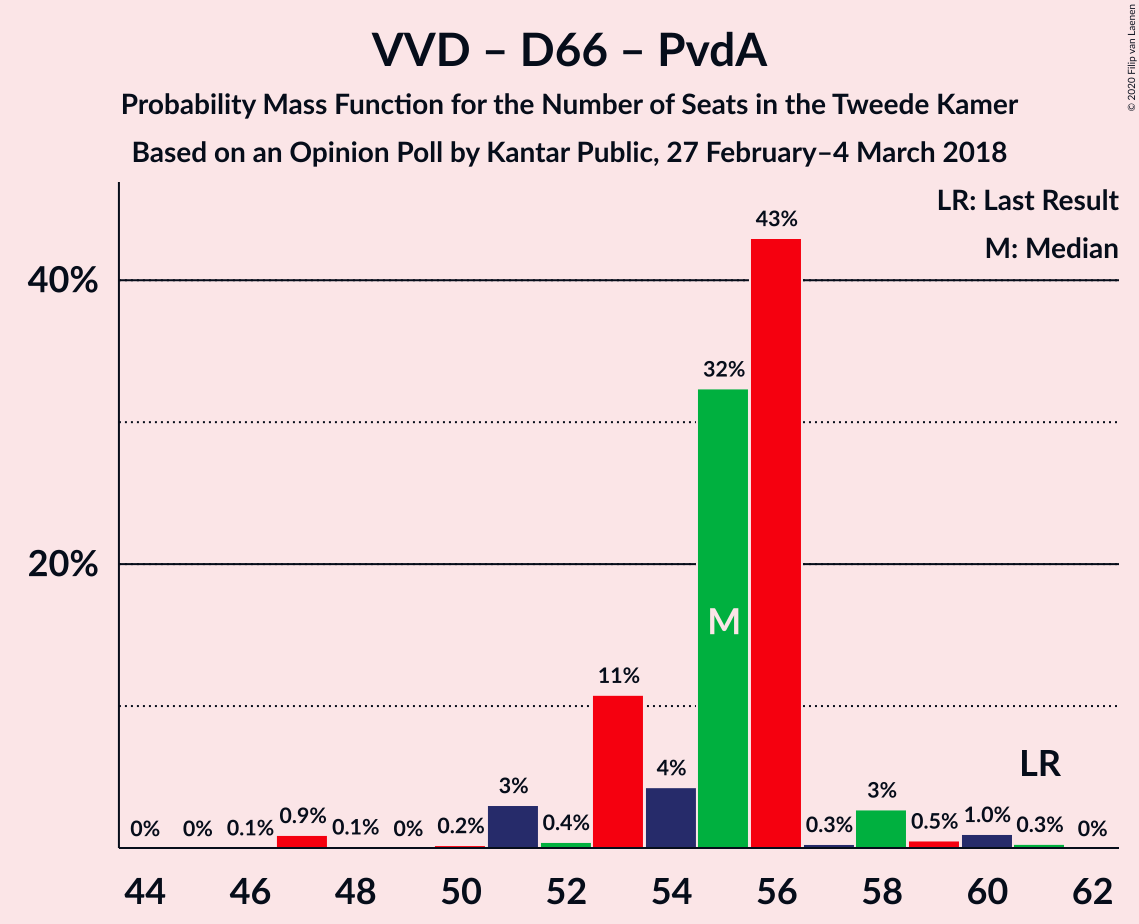 VVD – D66 – PvdA
Probability Mass Function for the Number of Seats in the Tweede Kamer
Based on an Opinion Poll by Kantar Public, 27 February–4 March 2018
© 2020 Filip van Laenen
LR: Last Result
M: Median
40%
20%
0%
0%
0.1%
0.9%
0.1%
0%
0.2%
3%
0.4%
11%
4%
32%
43%
0.3%
3%
0.5%
1.0%
0.3%
0%
M
LR
44 46 48 50 52 54 56 58 60 62